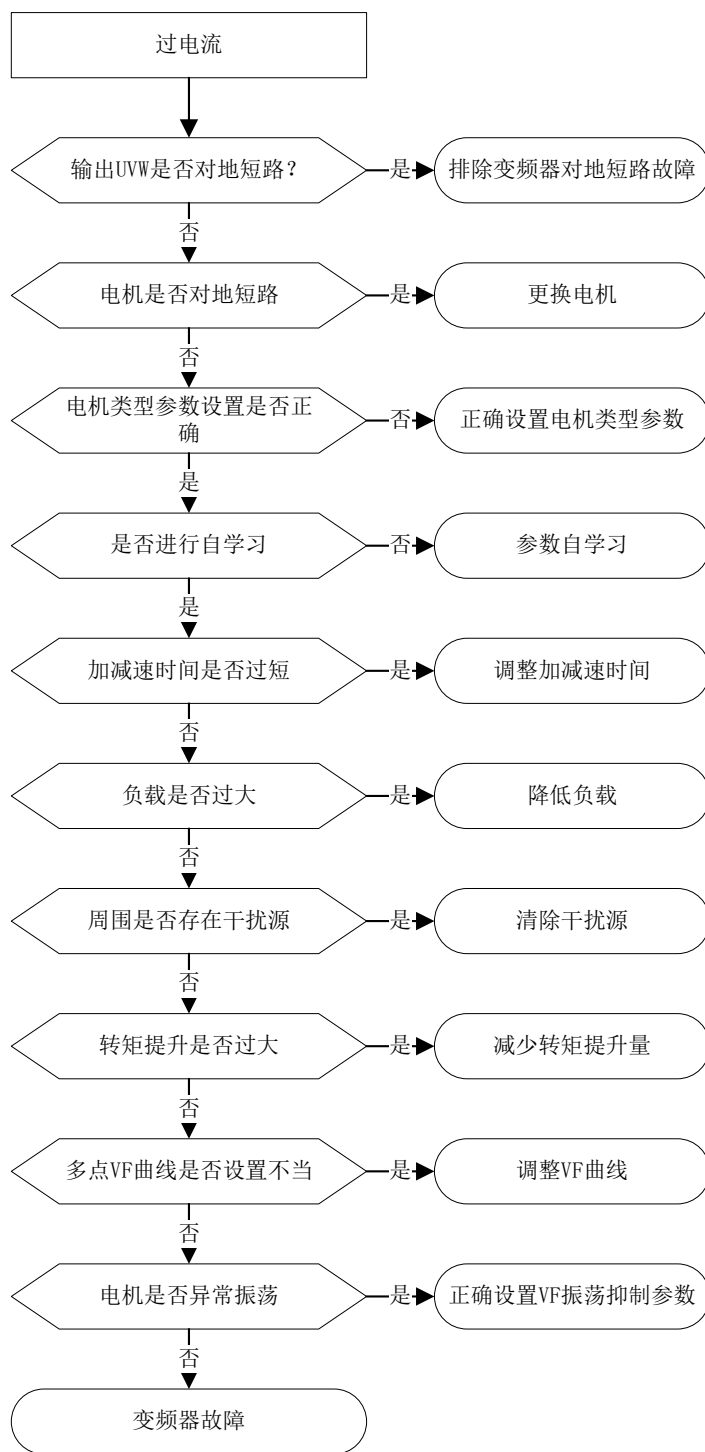 过电流
输出UVW是否对地短路？
是
排除变频器对地短路故障
否
电机是否对地短路
是
更换电机
否
电机类型参数设置是否正
确
否
正确设置电机类型参数
是
是否进行自学习
否
参数自学习
是
加减速时间是否过短
是
调整加减速时间
否
负载是否过大
是
降低负载
否
周围是否存在干扰源
是
清除干扰源
否
转矩提升是否过大
是
减少转矩提升量
否
多点VF曲线是否设置不当
是
调整VF曲线
否
电机是否异常振荡
是
正确设置VF振荡抑制参数
否
变频器故障